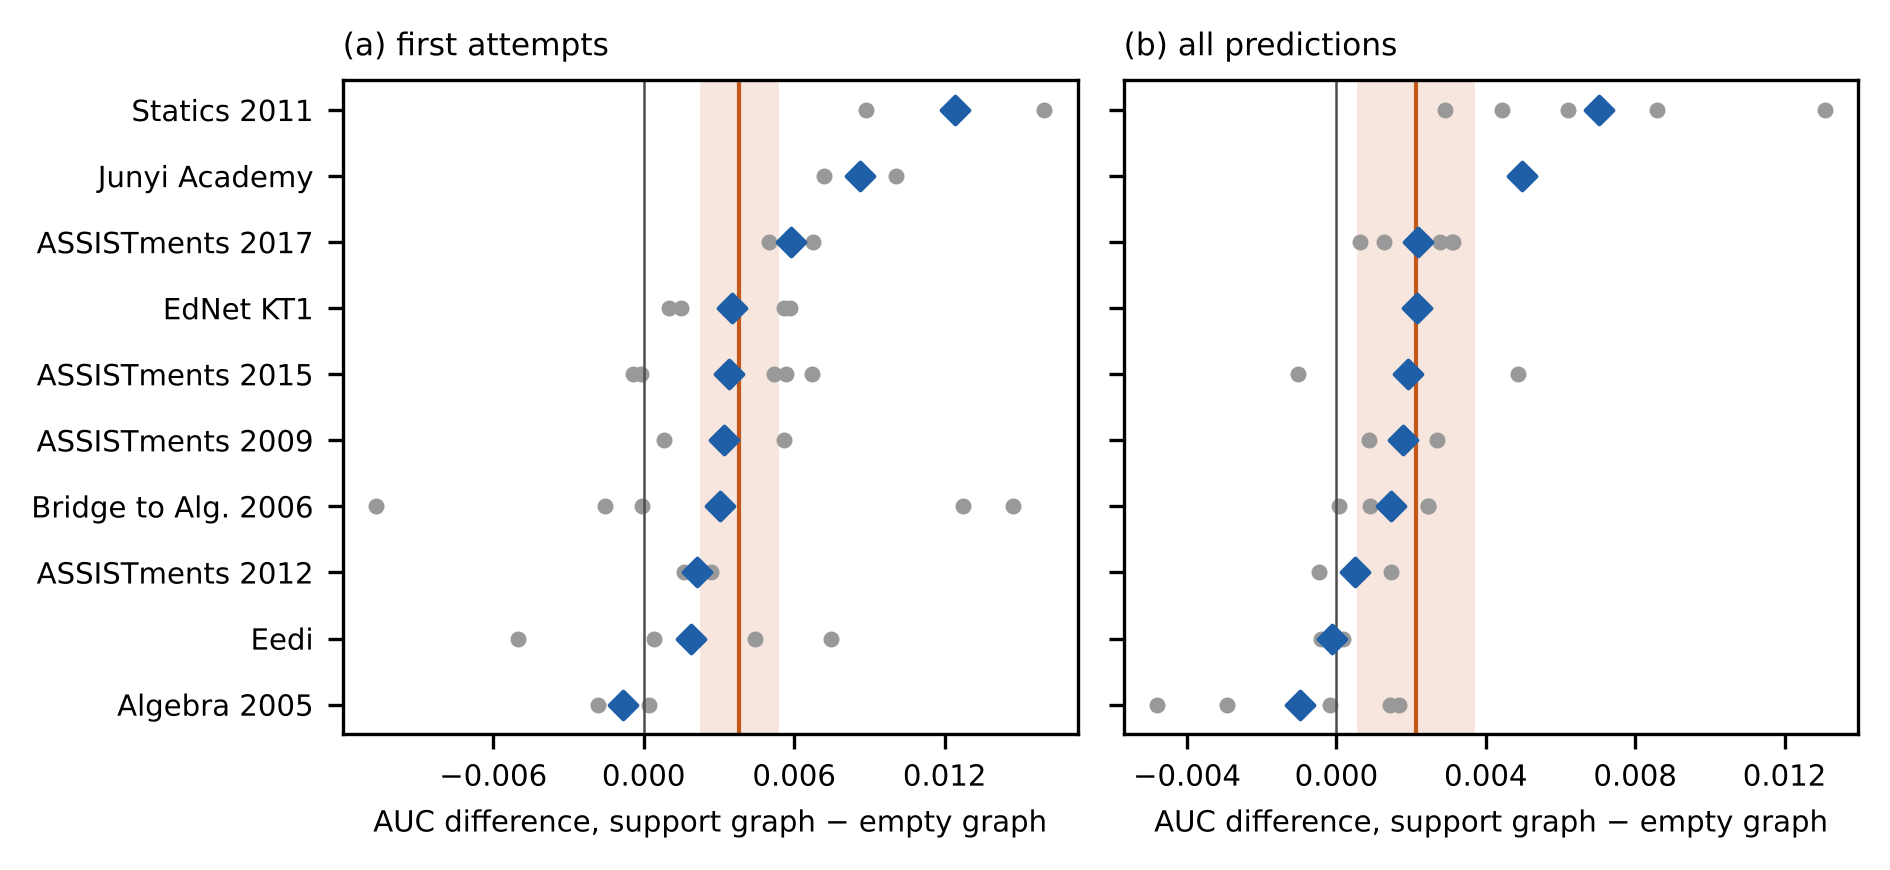 (a) first attempts
(b) all predictions
Statics 2011
Junyi Academy
ASSISTments 2017
EdNet KT1
ASSISTments 2015
ASSISTments 2009
Bridge to Alg. 2006
ASSISTments 2012
Eedi
Algebra 2005
−0.006 0.000 0.006 0.012
AUC difference, support graph − empty graph
−0.004 0.000 0.004 0.008 0.012
AUC difference, support graph − empty graph